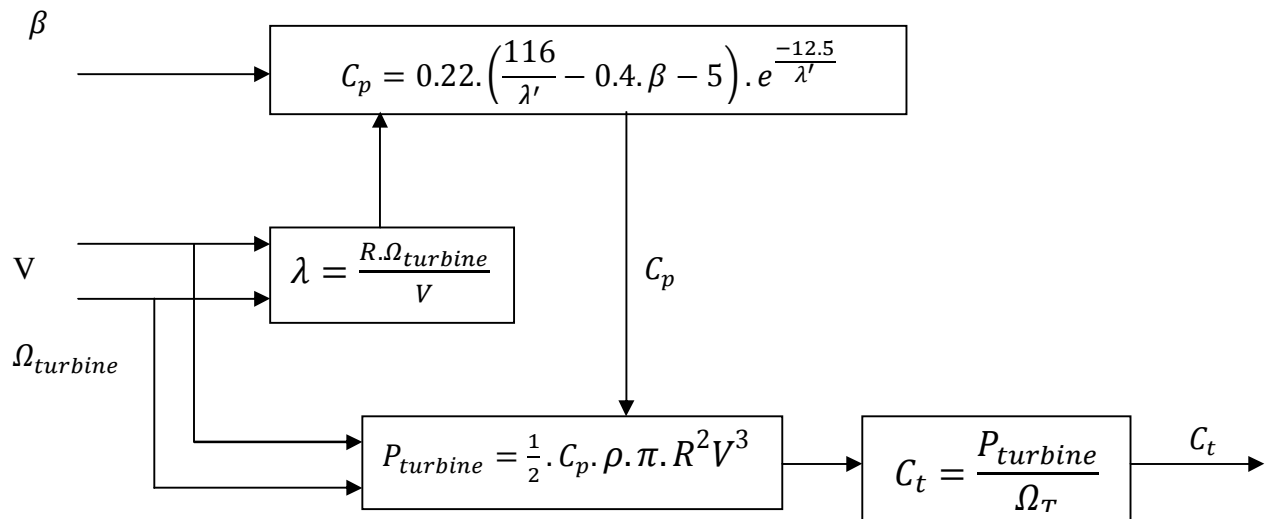 β
C_p = 0.22.(116/λ' − 0.4.β − 5).e^(−12.5/λ')
V
λ = R.Ω_turbine/V
C_p
Ω_turbine
P_turbine = 1/2.C_p.ρ.π.R²V³
C_t = P_turbine/Ω_T
C_t